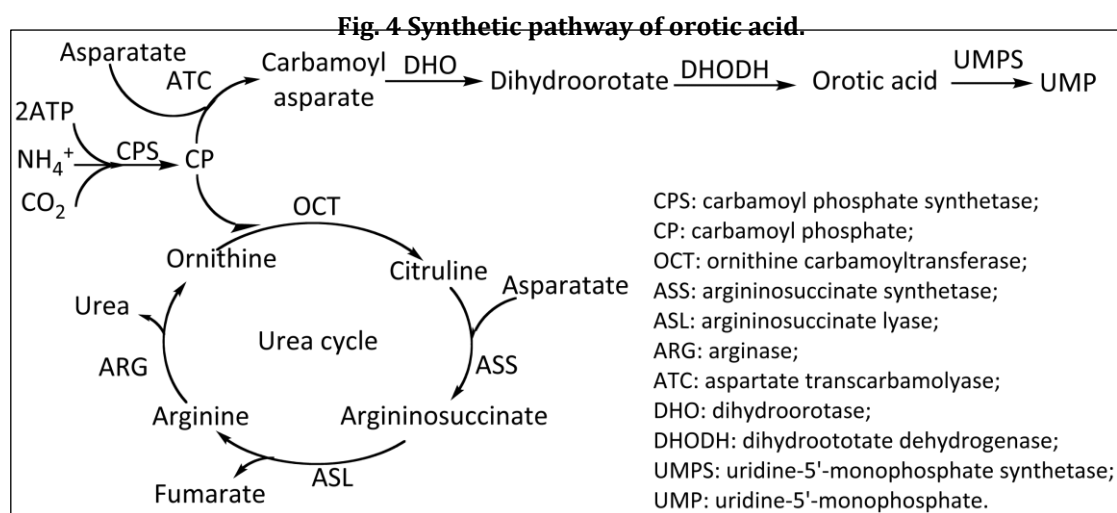 Fig. 4 Synthetic pathway of orotic acid.
Asparatate
ATC
Carbamoyl
asparate
DHO
Dihydroorotate
DHODH
Orotic acid
UMPS
UMP
2ATP
NH4+
CO2
CPS
CP
OCT
Ornithine
Citruline
Asparatate
Urea
Urea cycle
ARG
ASS
Arginine
Argininosuccinate
ASL
Fumarate
CPS: carbamoyl phosphate synthetase;
CP: carbamoyl phosphate;
OCT: ornithine carbamoyltransferase;
ASS: argininosuccinate synthetase;
ASL: argininosuccinate lyase;
ARG: arginase;
ATC: aspartate transcarbamolyase;
DHO: dihydroorotase;
DHODH: dihydroototate dehydrogenase;
UMPS: uridine-5'-monophosphate synthetase;
UMP: uridine-5'-monophosphate.